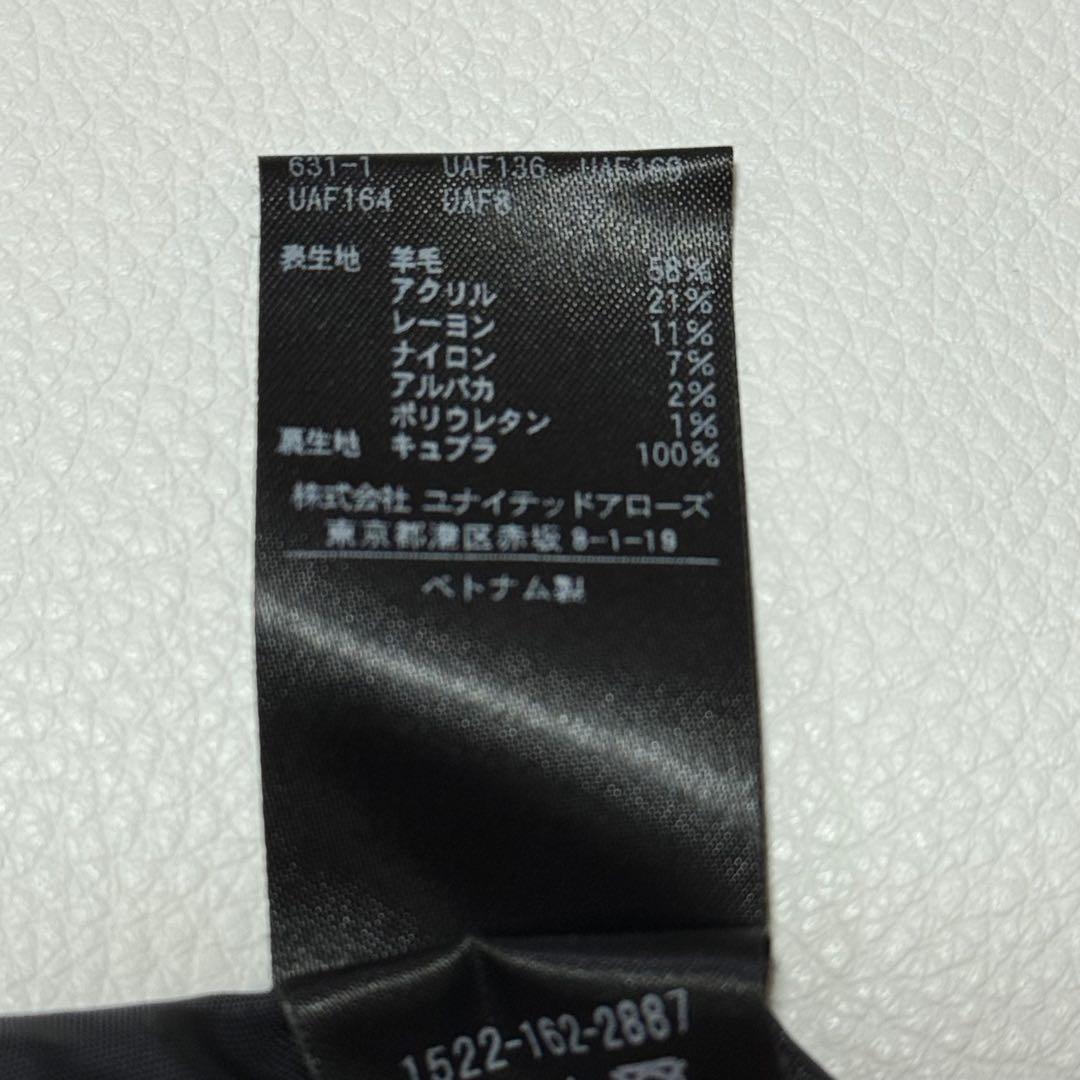 631-1 UAF136
UAF164 UAF8
表生地 羊毛 58%
アクリル 21%
レーヨン 11%
ナイロン 7%
アルパカ 2%
ポリウレタン 1%
裏生地 キュプラ 100%
株式会社 ユナイテッドアローズ
東京都港区赤坂 8-1-19
ベトナム製
1522-162-2887